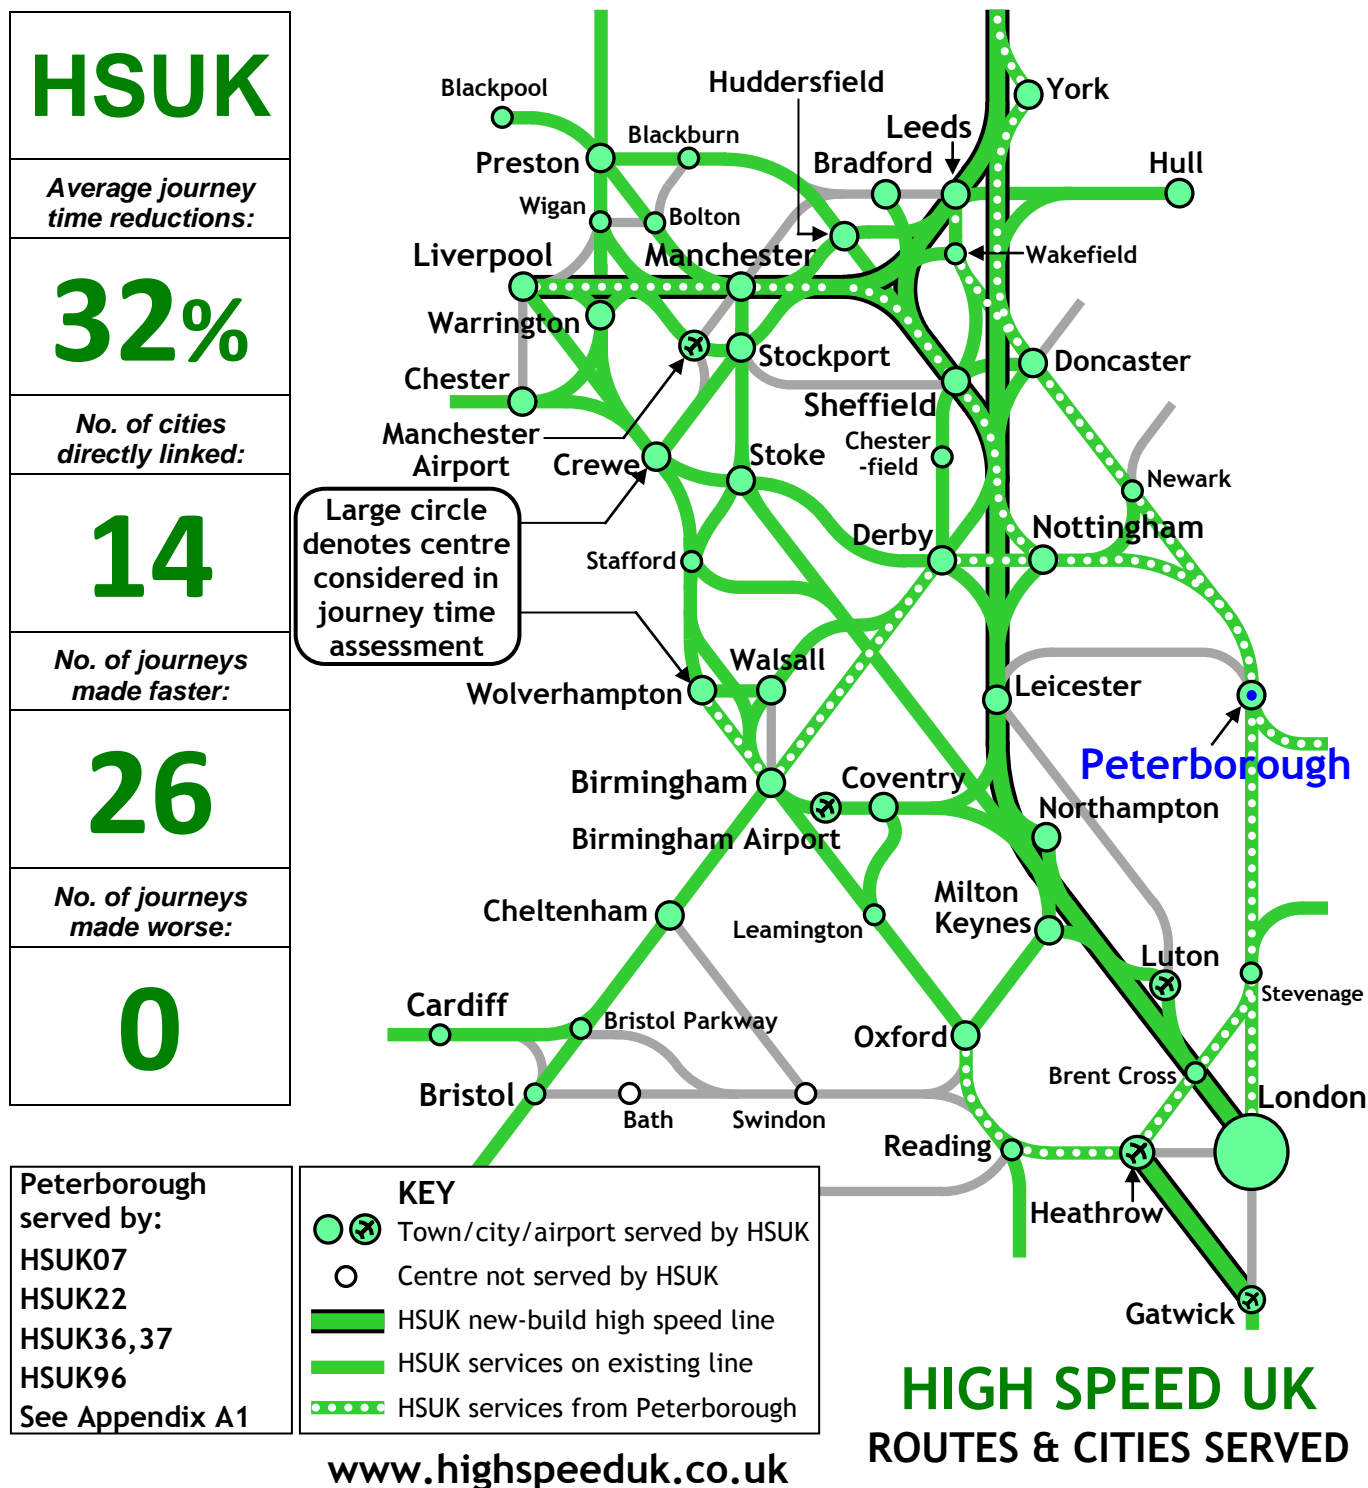 HSUK
Average journey
time reductions:
32%
No. of cities
directly linked:
14
No. of journeys
made faster:
26
No. of journeys
made worse:
0
Peterborough
served by:
HSUK07
HSUK22
HSUK36,37
HSUK96
See Appendix A1
Blackpool
Huddersfield
York
Blackburn
Leeds
Preston
Bradford
Hull
Wigan
Bolton
Liverpool
Manchester
Wakefield
Warrington
Stockport
Doncaster
Chester
Sheffield
Manchester
Airport
Crewe
Stoke
Chester
-field
Newark
Large circle
denotes centre
considered in
journey time
assessment
Derby
Nottingham
Stafford
Walsall
Wolverhampton
Leicester
Peterborough
Birmingham
Coventry
Northampton
Birmingham Airport
Cheltenham
Leamington
Milton
Keynes
Luton
Stevenage
Cardiff
Bristol Parkway
Oxford
Brent Cross
Bristol
Bath
Swindon
London
Reading
Heathrow
Gatwick
KEY
Town/city/airport served by HSUK
Centre not served by HSUK
HSUK new-build high speed line
HSUK services on existing line
HSUK services from Peterborough
HIGH SPEED UK
ROUTES & CITIES SERVED
www.highspeeduk.co.uk